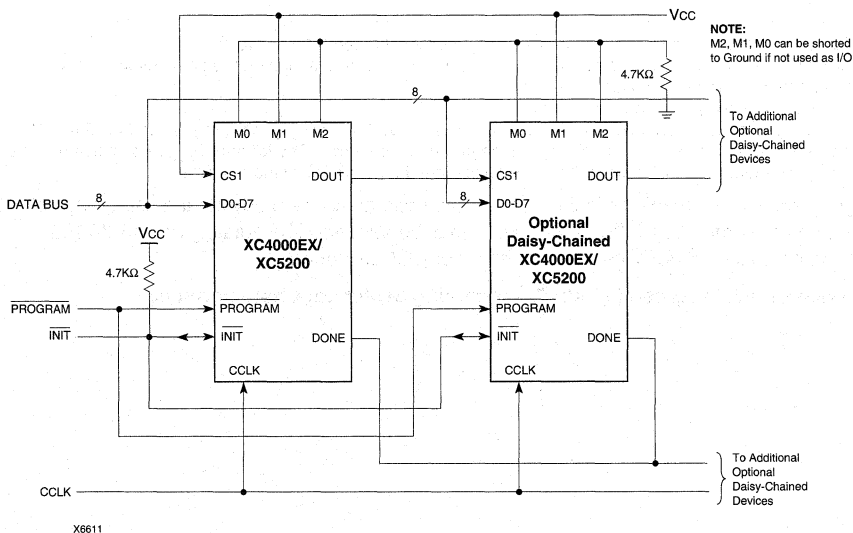 VCC
NOTE:
M2, M1, M0 can be shorted
to Ground if not used as I/O
4.7KΩ
8
M0 M1 M2
M0 M1 M2
To Additional
Optional
Daisy-Chained
Devices
CS1 DOUT
CS1 DOUT
DATA BUS 8
D0-D7
8
D0-D7
VCC
4.7KΩ
XC4000EX/
XC5200
Optional
Daisy-Chained
XC4000EX/
XC5200
PROGRAM
PROGRAM
PROGRAM
INIT
INIT DONE
INIT DONE
CCLK
CCLK
To Additional
Optional
Daisy-Chained
Devices
CCLK
X6611